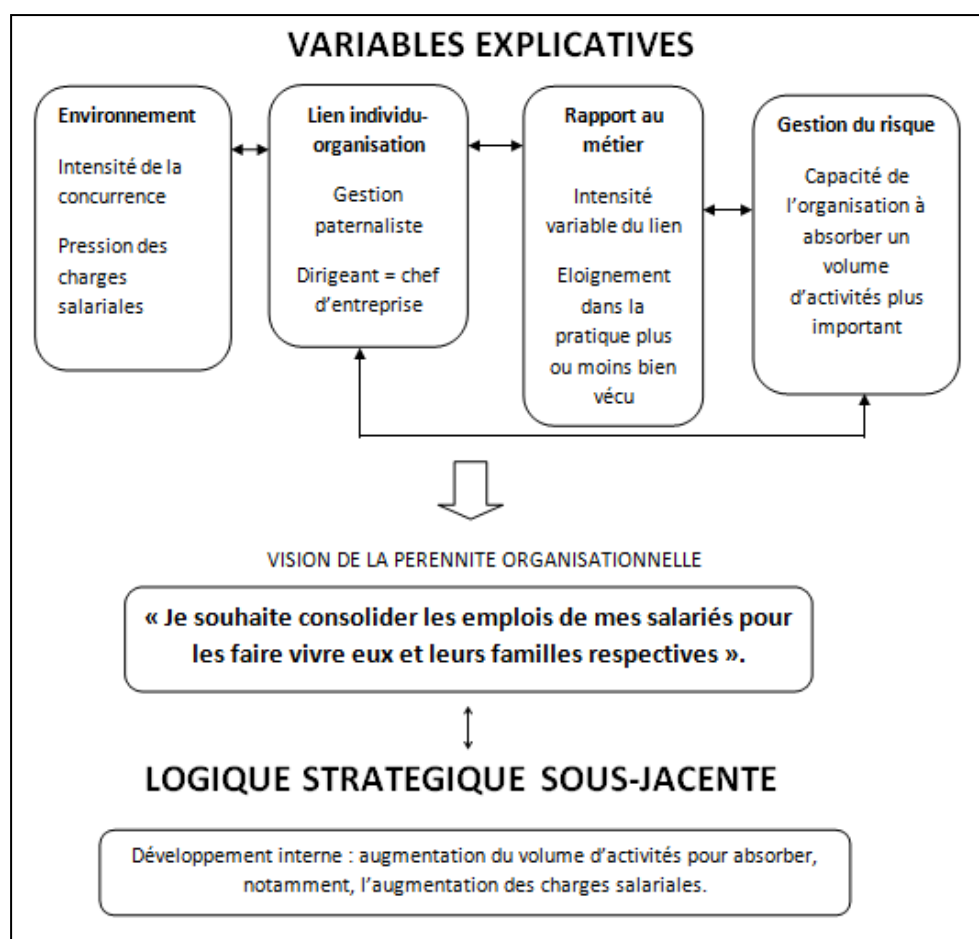 VARIABLES EXPLICATIVES
Environnement
Intensité de la
concurrence
Pression des
charges
salariales
Lien individu-
organisation
Gestion
paternaliste
Dirigeant = chef
d’entreprise
Rapport au
métier
Intensité
variable du lien
Eloignement
dans la
pratique plus
ou moins bien
vécu
Gestion du risque
Capacité de
l’organisation à
absorber un
volume
d’activités plus
important
VISION DE LA PERENNITE ORGANISATIONNELLE
« Je souhaite consolider les emplois de mes salariés pour
les faire vivre eux et leurs familles respectives ».
LOGIQUE STRATEGIQUE SOUS-JACENTE
Développement interne : augmentation du volume d’activités pour absorber,
notamment, l’augmentation des charges salariales.